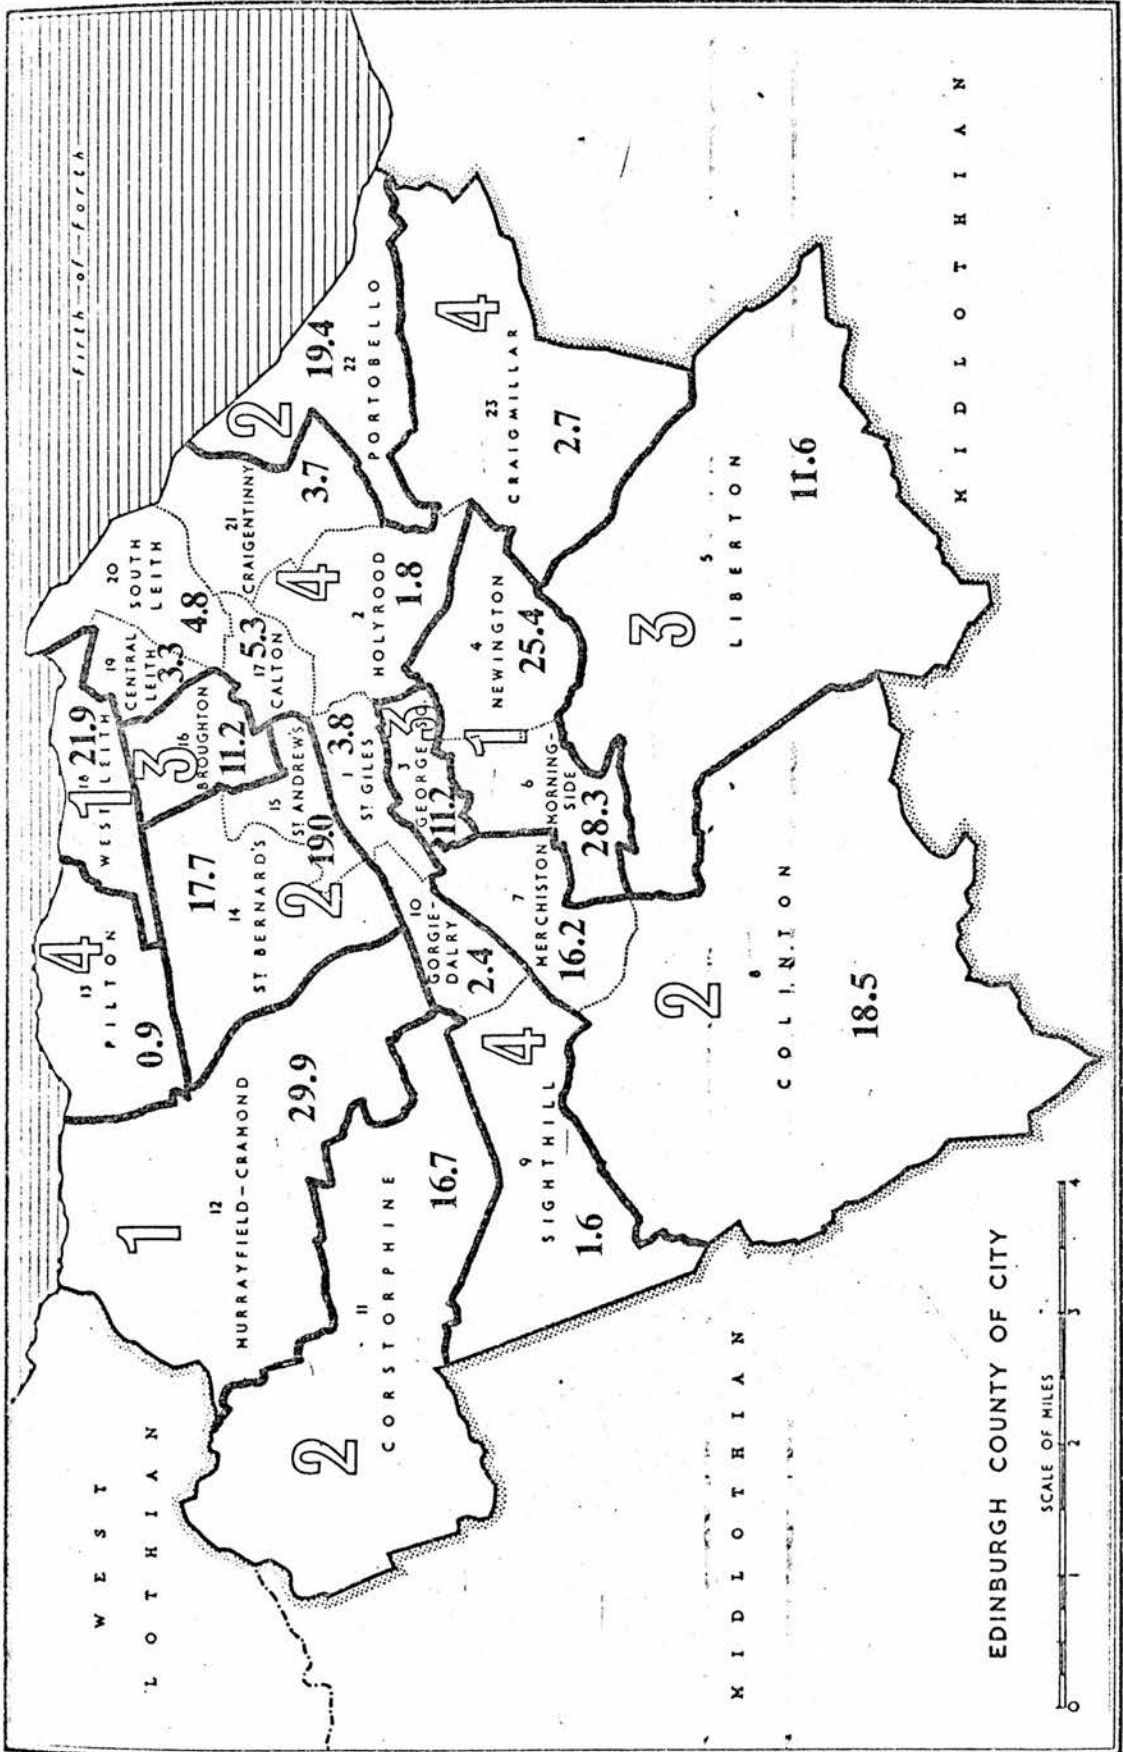 Firth-of-Forth
WEST
LOTHIAN
1
12
MURRAYFIELD-CRAMOND
29.9
2
11
CORSTORPHINE
16.7
4
13
PILTON
0.9
1
18
WEST LEITH
21.9
19
CENTRAL
LEITH
3.3
20
SOUTH
LEITH
4.8
3
16
BROUGHTON
11.2
14
ST BERNARD'S
17.7
2
15
ST ANDREWS
19.0
17
CALTON
5.3
21
CRAIGENTINNY
3.7
4
2
HOLYROOD
1.8
2
19.4
22
PORTOBELLO
1
ST GILES
3.8
3
3
GEORGE SQ.
11.2
10
GORGIE-
DALRY
2.4
4
9
SIGHTHILL
1.6
7
MERCHISTON
16.2
6
MORNING-
SIDE
28.3
1
4
NEWINGTON
25.4
4
23
CRAIGMILLAR
2.7
3
5
LIBERTON
11.6
2
8
COLINTON
18.5
MIDLOTHIAN
MIDLOTHIAN
EDINBURGH COUNTY OF CITY
SCALE OF MILES
0 1 2 3 4